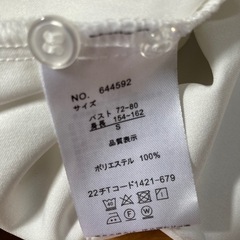 NO. 644592
サイズ
バスト 72-80
身長 154-162
S
品質表示
ポリエステル 100%
22チTコード1421-679